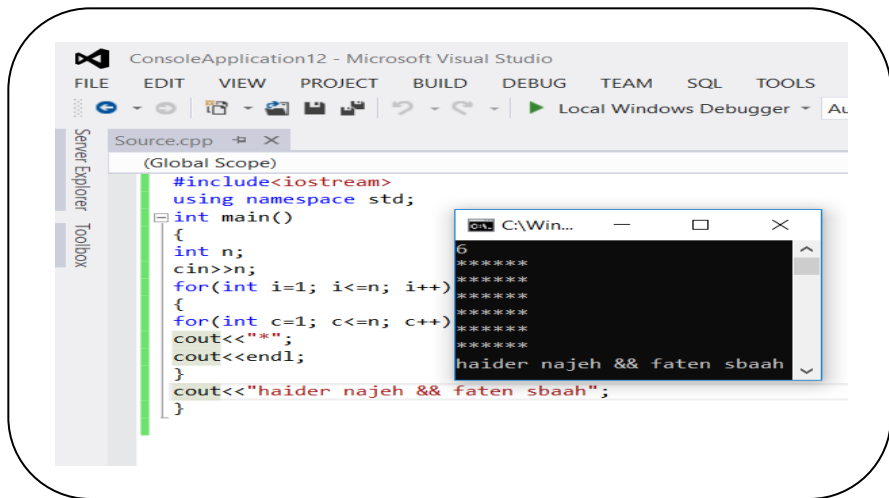 ConsoleApplication12 - Microsoft Visual Studio
FILE EDIT VIEW PROJECT BUILD DEBUG TEAM SQL TOOLS
Local Windows Debugger Au
Server Explorer
Toolbox
Source.cpp
(Global Scope)
#include<iostream>
using namespace std;
int main()
{
int n;
cin>>n;
for(int i=1; i<=n; i++)
{
for(int c=1; c<=n; c++)
cout<<"*";
cout<<endl;
}
cout<<"haider najeh && faten sbaah";
}
C:\Win...
6
******
******
******
******
******
******
haider najeh && faten sbaah